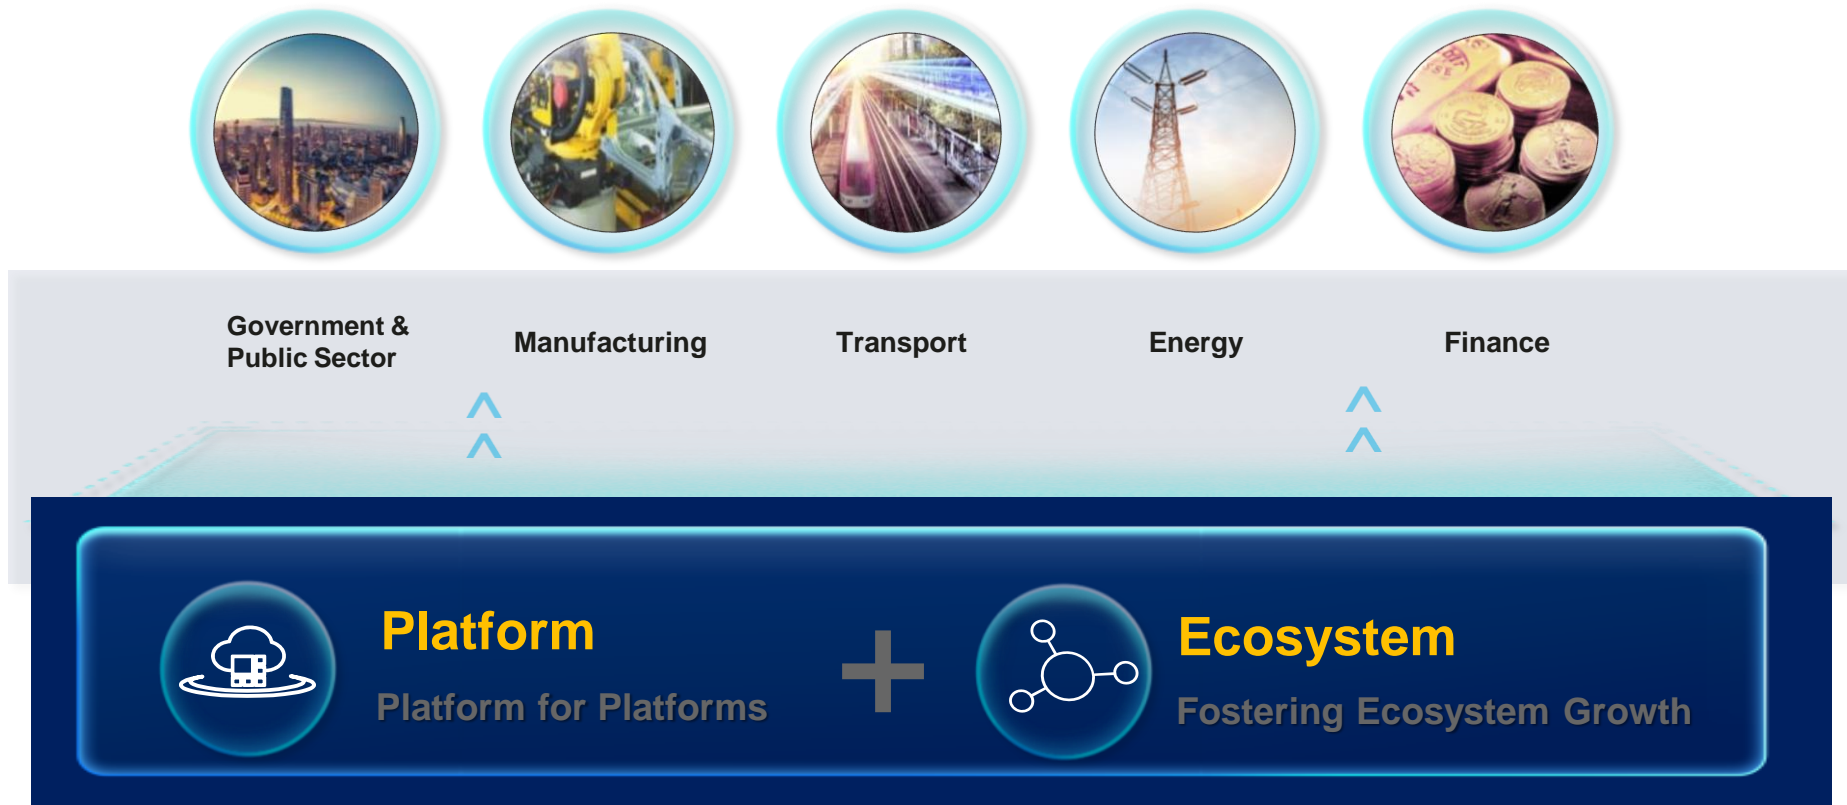 Government &
Public Sector
Manufacturing
Transport
Energy
Finance
Platform
Platform for Platforms
+
Ecosystem
Fostering Ecosystem Growth